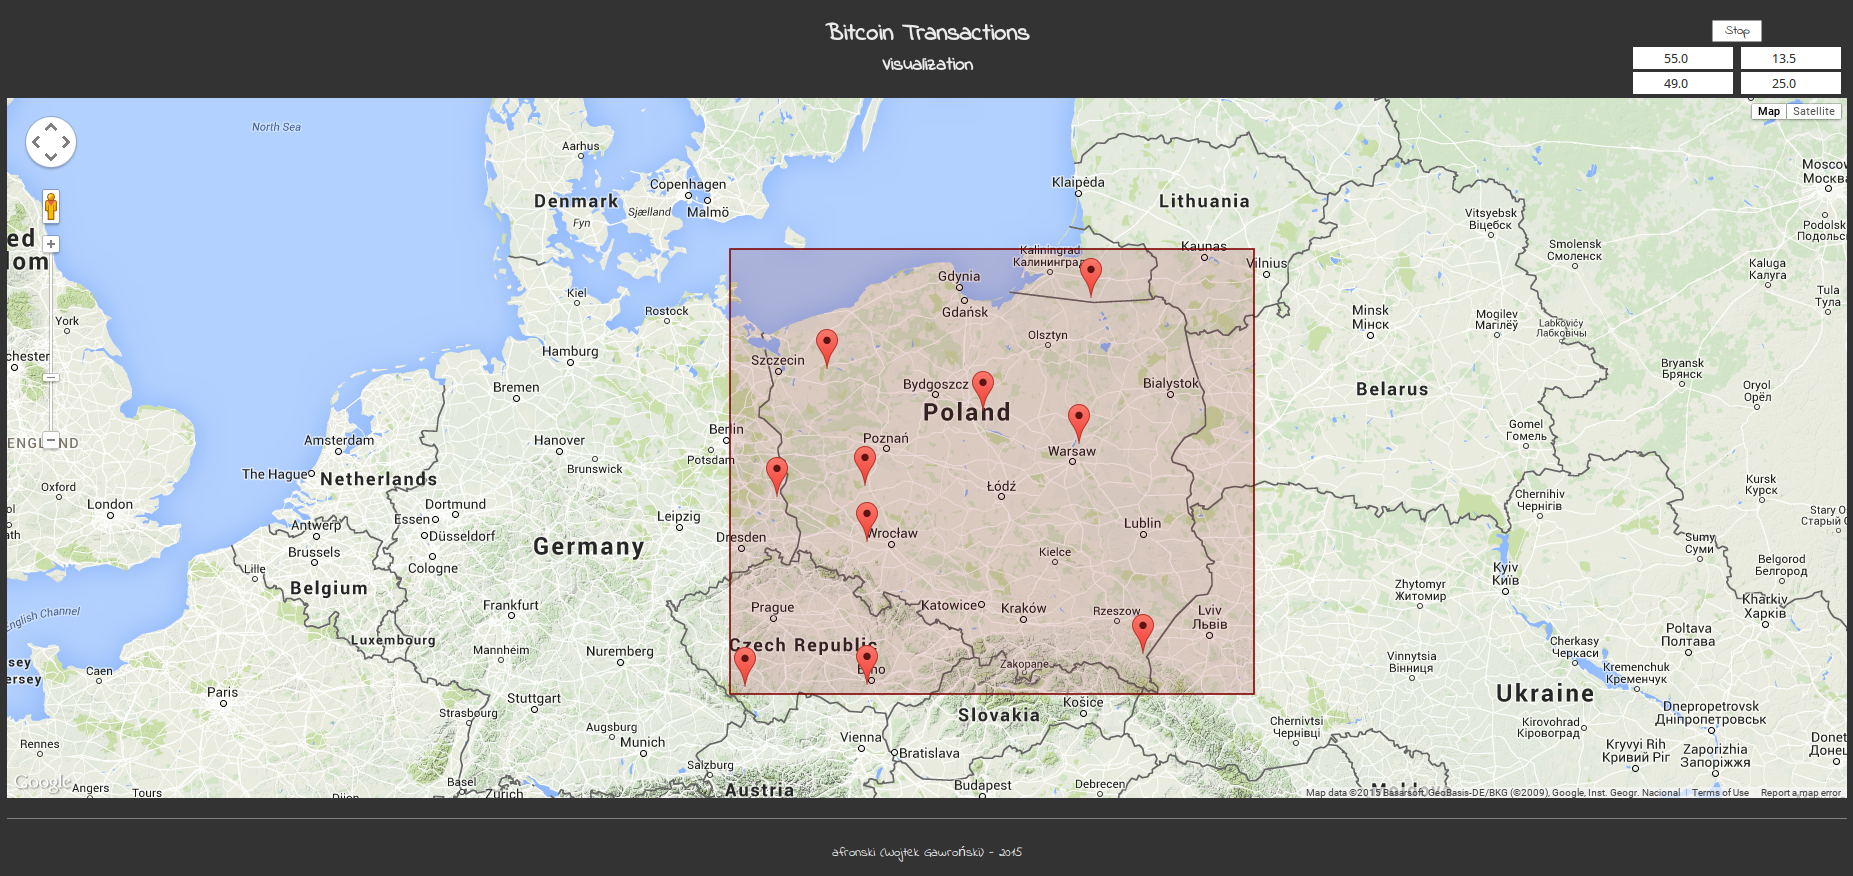 Bitcoin Transactions
Visualization
Stop
55.0 13.5
49.0 25.0
Map Satellite
North Sea
Aarhus
Denmark
Copenhagen
Sjælland
Malmö
Fyn
Klaipėda
Lithuania
Kaunas
Vilnius
Kaliningrad
Калининград
Vitsyebsk
Віцебск
Smolensk
Смоленск
Moscow
Москва
Podolsk
Kaluga
Калуга
Tula
Тула
Minsk
Мінск
Mogilev
Магілёў
Labkovičy
Лабковічы
Bryansk
Брянск
Oryol
Орёл
Belarus
Gomel
Гомель
Kursk
Курск
York
chester
ENGLAND
Oxford
London
Kiel
Rostock
Hamburg
Bremen
Gdynia
Gdańsk
Olsztyn
Szczecin
Bydgoszcz
Bialystok
Poland
Berlin
Potsdam
Poznań
Warsaw
Łódź
Amsterdam
The Hague
Netherlands
Hanover
Brunswick
Dortmund
Essen
Düsseldorf
Leipzig
Antwerp
Brussels
Lille
Belgium
Cologne
Germany
Dresden
Wrocław
Lublin
Kielce
Chernihiv
Чернігів
Sumy
Суми
Belgorod
Белгород
Kyiv
Київ
Zhytomyr
Житомир
Kharkiv
Харків
English Channel
Frankfurt
Luxembourg
Mannheim
Nuremberg
Prague
Czech Republic
Brno
Katowice
Kraków
Rzeszow
Lviv
Львів
Zakopane
Poltava
Полтава
Cherkasy
Черкаси
Kremenchuk
Кременчук
Vinnytsia
Вінниця
Ukraine
sey
ersey
Caen
Paris
Stuttgart
Strasbourg
Augsburg
Munich
Slovakia
Košice
Chernivtsi
Чернівці
Kirovohrad
Кіровоград
Dnepropetrovsk
Дніпропетровськ
Rennes
Vienna
Bratislava
Kryvyi Rih
Кривий Ріг
Zaporizhia
Запоріжжя
Salzburg
Basel
Zürich
Austria
Budapest
Debrecen
Google
Angers
Tours
Dijon
Map data ©2015 Basarsoft, GeoBasis-DE/BKG (©2009), Google, Inst. Geogr. Nacional Terms of Use Report a map error
afronski (Wojtek Gawroński) - 2015